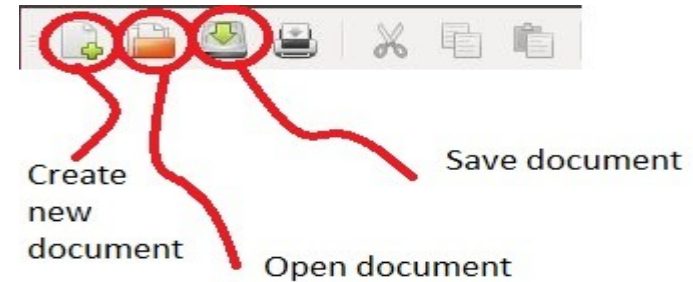 Create
new
document
Open document
Save document